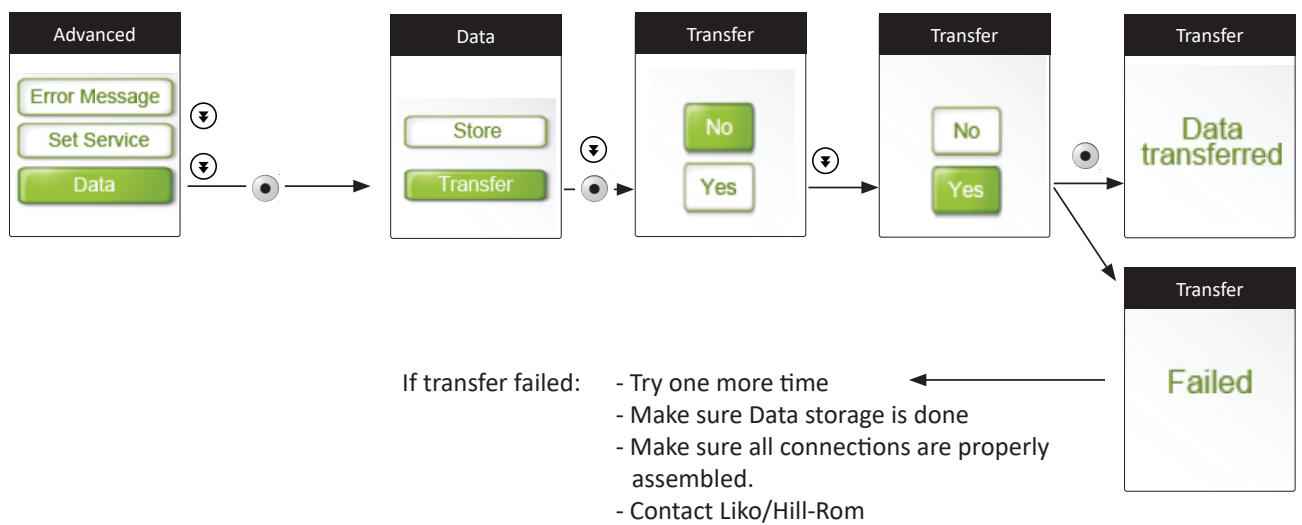 Advanced
Error Message
Set Service
Data
Data
Store
Transfer
Transfer
No
Yes
Transfer
No
Yes
Transfer
Data
transferred
Transfer
Failed
If transfer failed: - Try one more time
- Make sure Data storage is done
- Make sure all connections are properly
assembled.
- Contact Liko/Hill-Rom